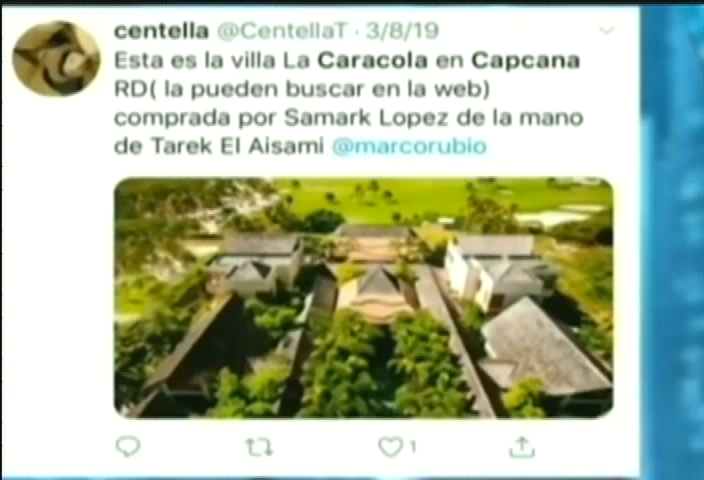 centella @CentellaT · 3/8/19
Esta es la villa La Caracola en Capcana
RD( la pueden buscar en la web)
comprada por Samark Lopez de la mano
de Tarek El Aisami @marcorubio
1